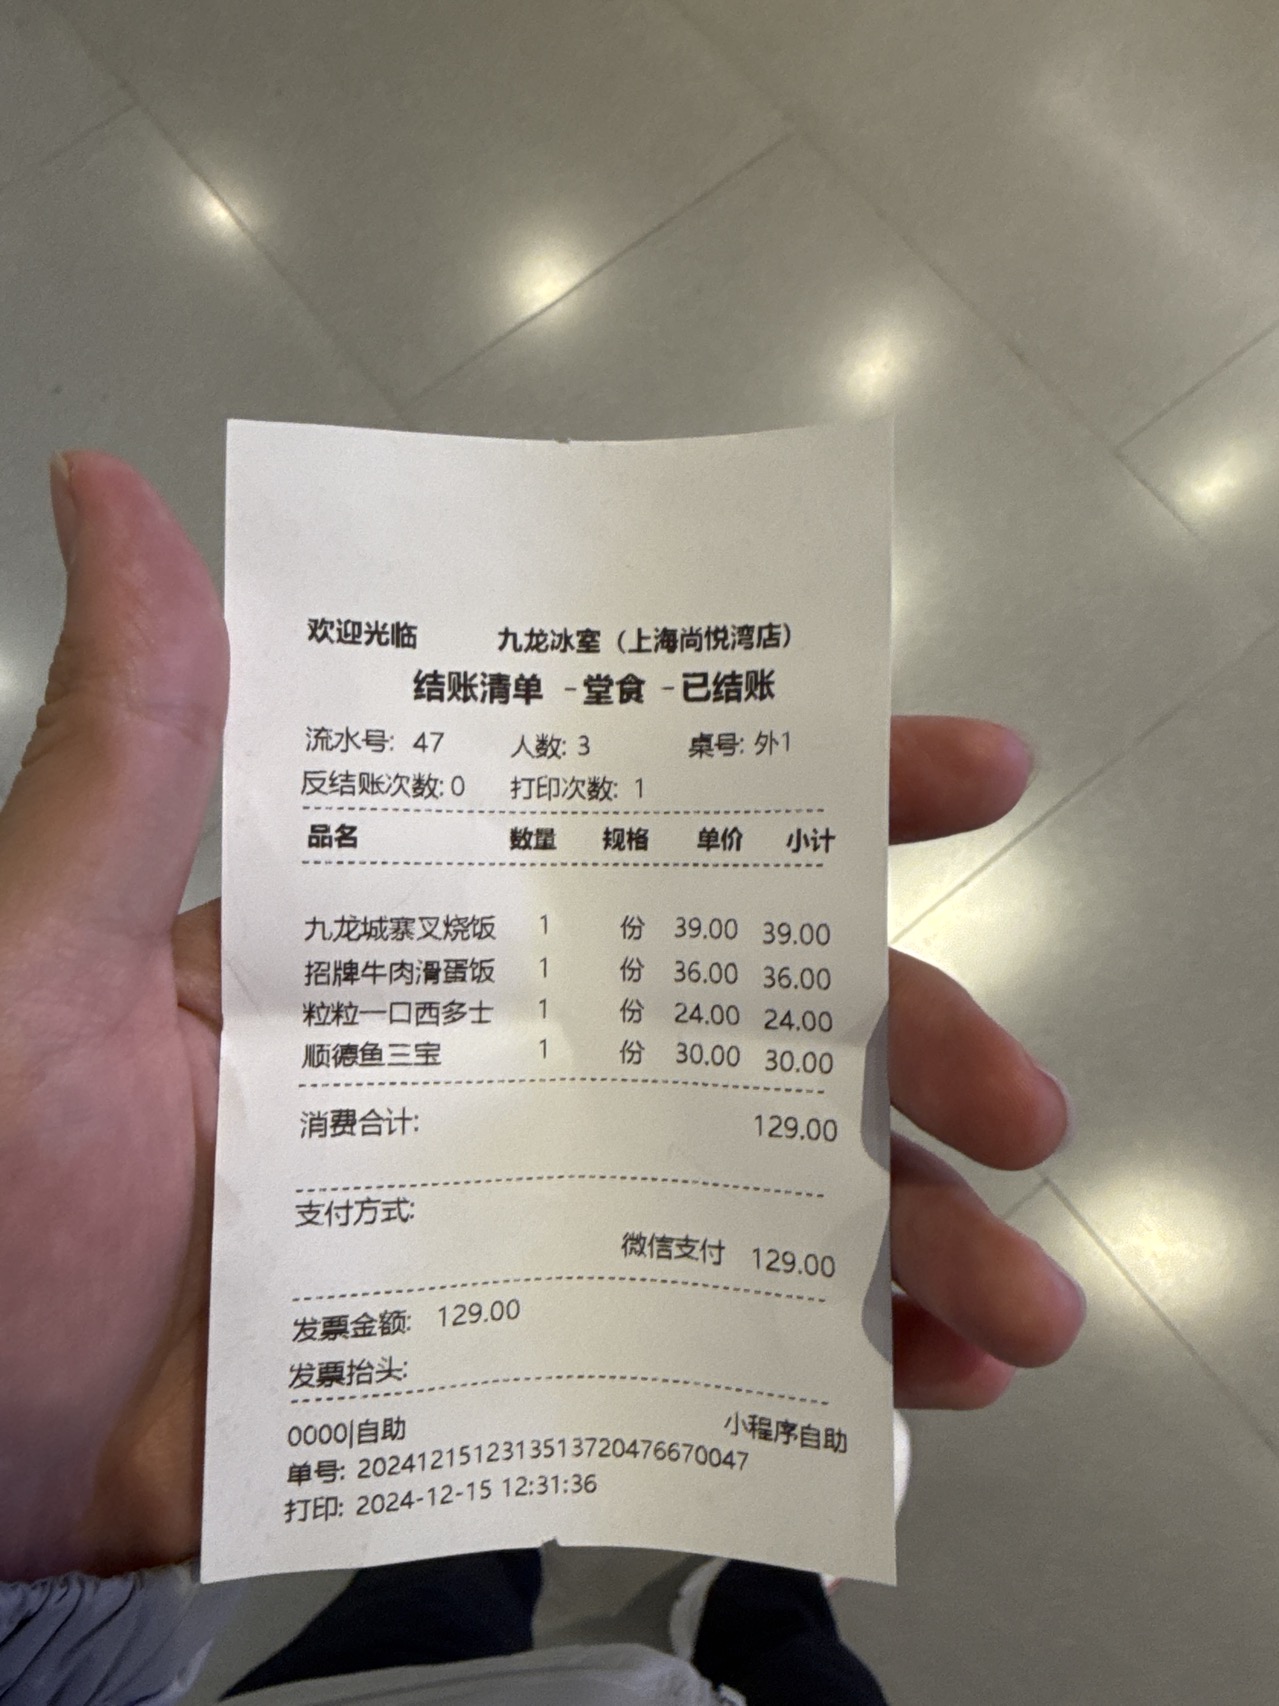 欢迎光临 九龙冰室（上海尚悦湾店）
结账清单 -堂食 -已结账
流水号: 47 人数: 3 桌号: 外1
反结账次数: 0 打印次数: 1
品名 数量 规格 单价 小计
九龙城寨叉烧饭 1 份 39.00 39.00
招牌牛肉滑蛋饭 1 份 36.00 36.00
粒粒一口西多士 1 份 24.00 24.00
顺德鱼三宝 1 份 30.00 30.00
消费合计: 129.00
支付方式:
微信支付 129.00
发票金额: 129.00
发票抬头:
0000|自助 小程序自助
单号: 20241215123135137204766​70047
打印: 2024-12-15 12:31:36